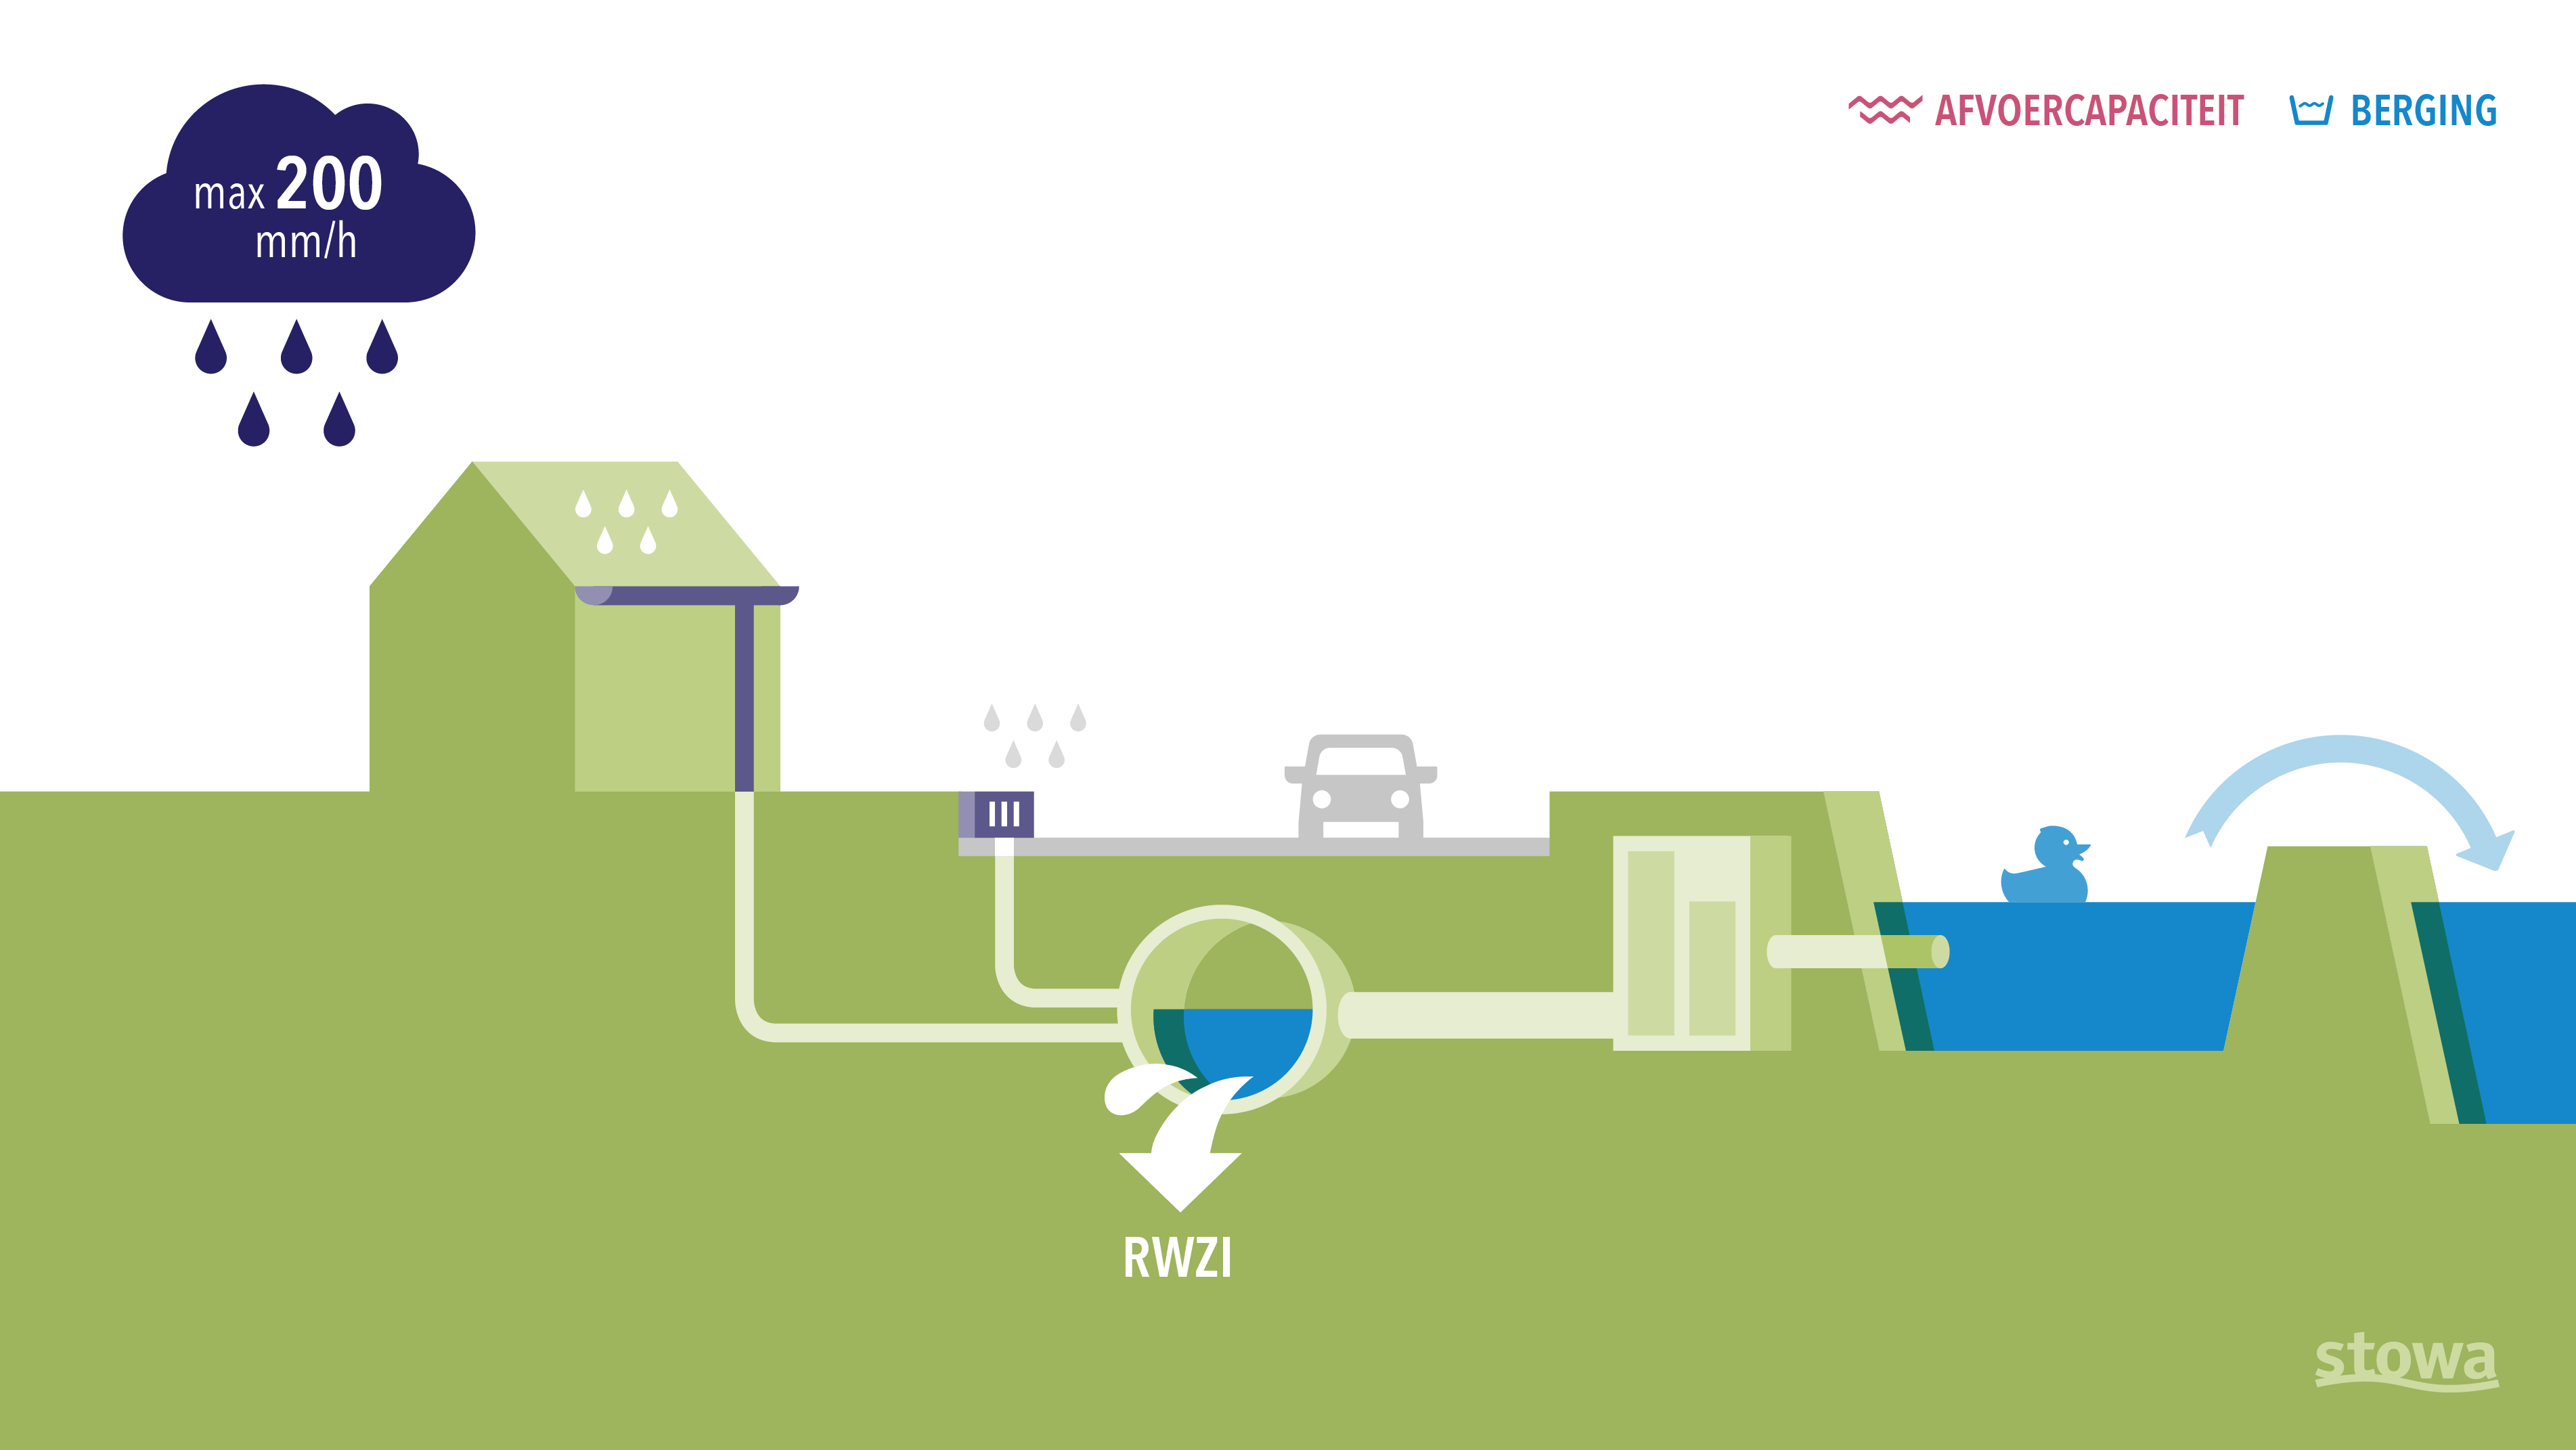 max 200
mm/h
AFVOERCAPACITEIT
BERGING
RWZI
stowa